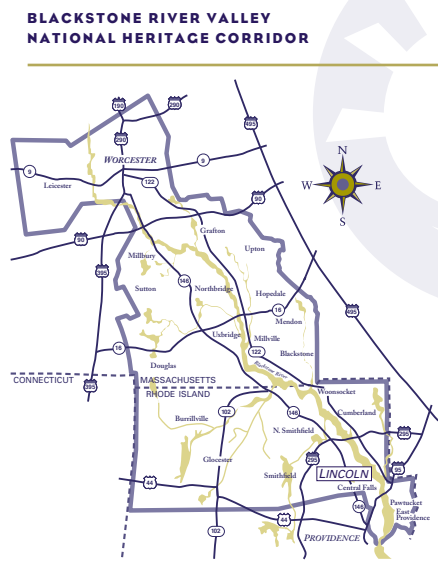 BLACKSTONE RIVER VALLEY
NATIONAL HERITAGE CORRIDOR
190
290
495
290
N
WORCESTER
9
9
122
W E
Leicester
90
S
Grafton
90
Upton
Millbury
395
146
Sutton
Northbridge
Hopedale
16
495
Mendon
Uxbridge
Millville
16
122
Blackstone
Douglas
Blackstone River
CONNECTICUT
MASSACHUSETTS
395
RHODE ISLAND
Woonsocket
102
146
Cumberland
Burrillville
N. Smithfield
295
Glocester
295
95
LINCOLN
Smithfield
44
Central Falls
146
Pawtucket
East
Providence
44
102
PROVIDENCE